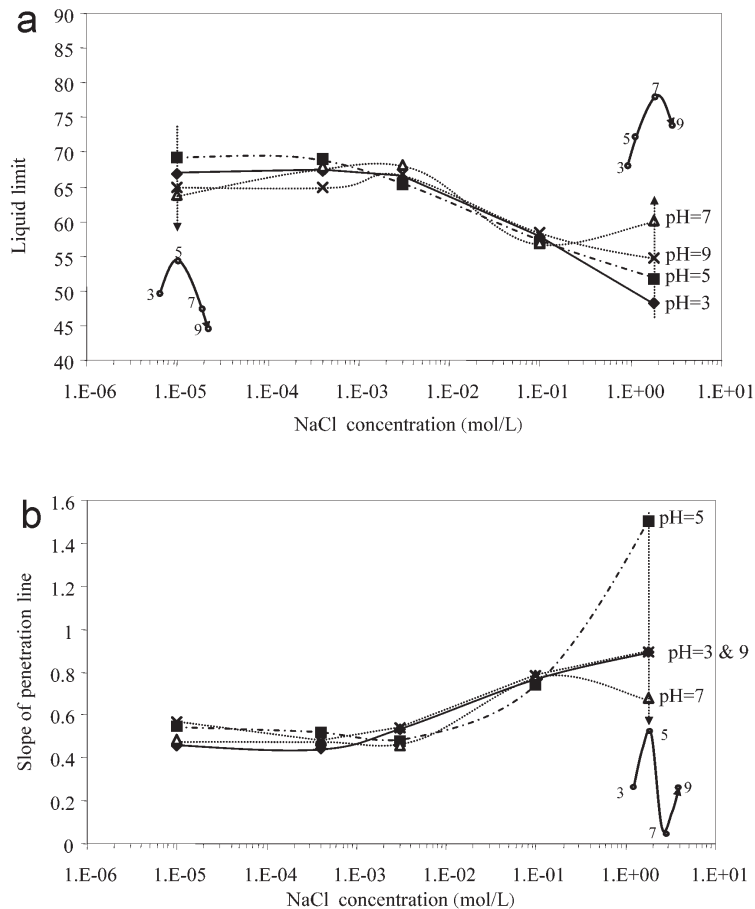 a
90
85
80
75
70
65
60
55
50
45
40
Liquid limit
7
5
9
3
pH=7
pH=9
pH=5
pH=3
5
3
7
9
1.E-06 1.E-05 1.E-04 1.E-03 1.E-02 1.E-01 1.E+00 1.E+01
NaCl concentration (mol/L)
b
1.6
1.4
1.2
1
0.8
0.6
0.4
0.2
0
Slope of penetration line
pH=5
pH=3 & 9
pH=7
5
3
9
7
1.E-06 1.E-05 1.E-04 1.E-03 1.E-02 1.E-01 1.E+00 1.E+01
NaCl concentration (mol/L)